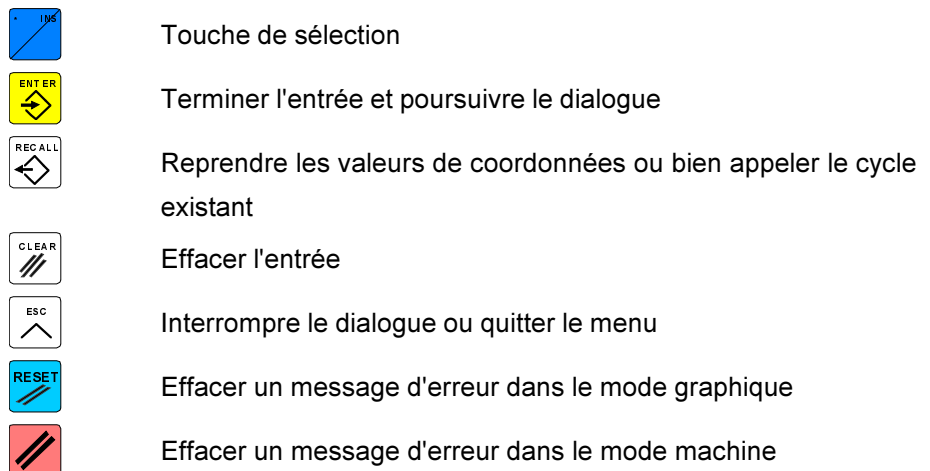 INS
Touche de sélection
ENTER
Terminer l'entrée et poursuivre le dialogue
RECALL
Reprendre les valeurs de coordonnées ou bien appeler le cycle
existant
CLEAR
Effacer l'entrée
ESC
Interrompre le dialogue ou quitter le menu
RESET
Effacer un message d'erreur dans le mode graphique
Effacer un message d'erreur dans le mode machine